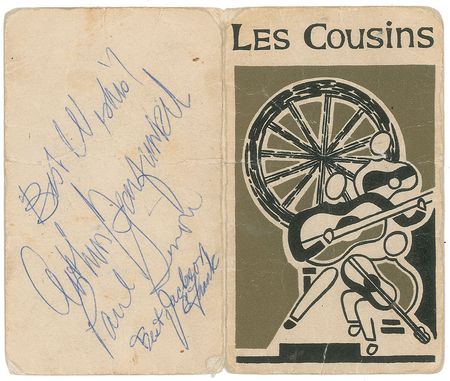 Best Wishes
Arthur Garfunkel
Paul Simon
Best Jackson
Frank
LES COUSINS